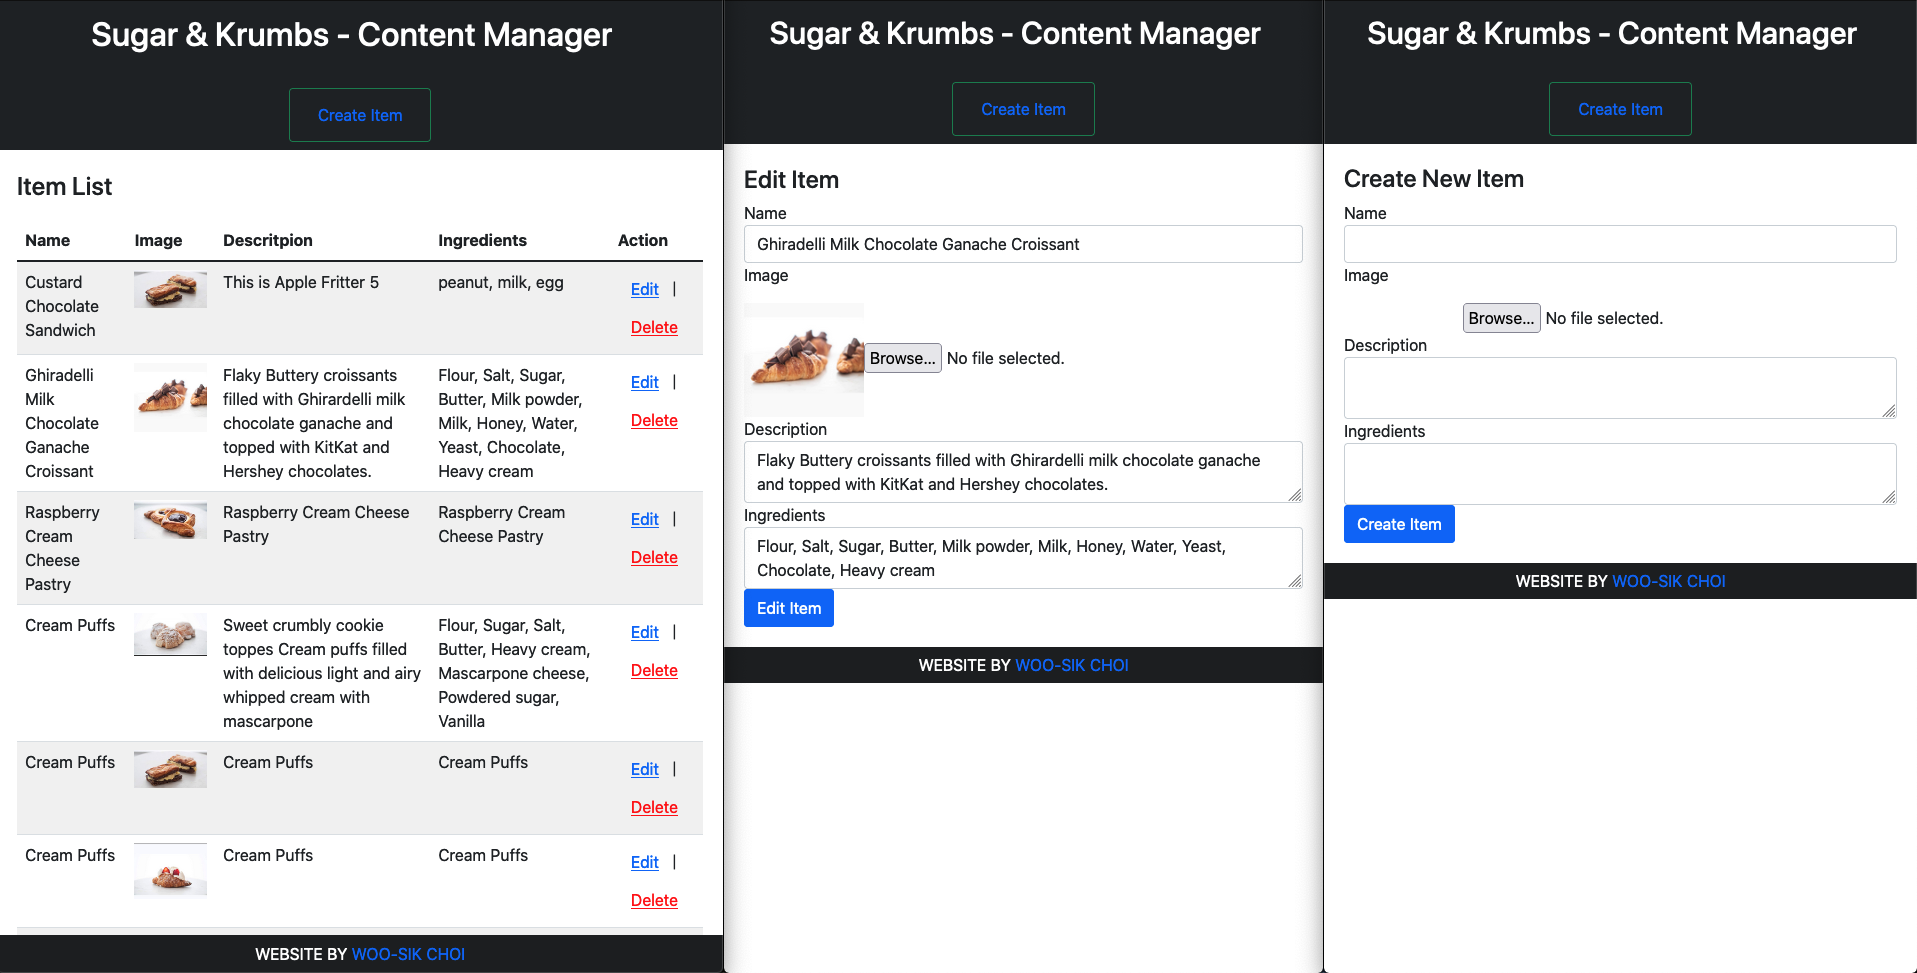 Sugar & Krumbs - Content Manager
Create Item
Item List
Name Image Descritpion Ingredients Action
Custard
Chocolate
Sandwich
This is Apple Fritter 5
peanut, milk, egg
Edit |
Delete
Ghiradelli
Milk
Chocolate
Ganache
Croissant
Flaky Buttery croissants
filled with Ghirardelli milk
chocolate ganache and
topped with KitKat and
Hershey chocolates.
Flour, Salt, Sugar,
Butter, Milk powder,
Milk, Honey, Water,
Yeast, Chocolate,
Heavy cream
Edit |
Delete
Raspberry
Cream
Cheese
Pastry
Raspberry Cream Cheese
Pastry
Raspberry Cream
Cheese Pastry
Edit |
Delete
Cream Puffs
Sweet crumbly cookie
toppes Cream puffs filled
with delicious light and airy
whipped cream with
mascarpone
Flour, Sugar, Salt,
Butter, Heavy cream,
Mascarpone cheese,
Powdered sugar,
Vanilla
Edit |
Delete
Cream Puffs
Cream Puffs
Cream Puffs
Edit |
Delete
Cream Puffs
Cream Puffs
Cream Puffs
Edit |
Delete
WEBSITE BY WOO-SIK CHOI
Sugar & Krumbs - Content Manager
Create Item
Edit Item
Name
Ghiradelli Milk Chocolate Ganache Croissant
Image
Browse... No file selected.
Description
Flaky Buttery croissants filled with Ghirardelli milk chocolate ganache
and topped with KitKat and Hershey chocolates.
Ingredients
Flour, Salt, Sugar, Butter, Milk powder, Milk, Honey, Water, Yeast,
Chocolate, Heavy cream
Edit Item
WEBSITE BY WOO-SIK CHOI
Sugar & Krumbs - Content Manager
Create Item
Create New Item
Name
Image
Browse... No file selected.
Description
Ingredients
Create Item
WEBSITE BY WOO-SIK CHOI